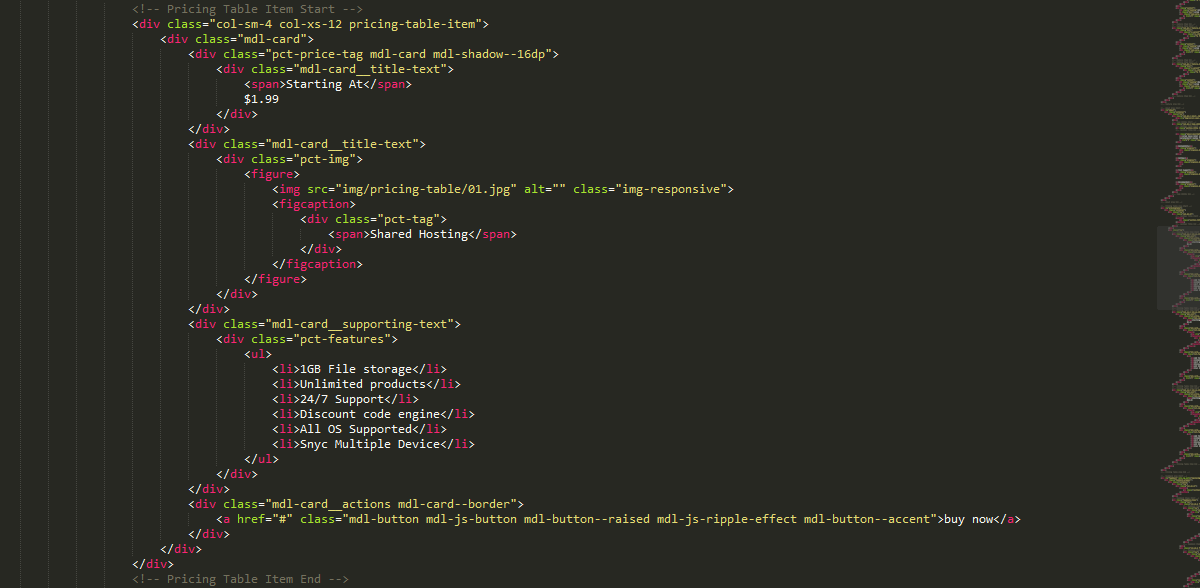 <!-- Pricing Table Item Start -->
<div class="col-sm-4 col-xs-12 pricing-table-item">
<div class="mdl-card">
<div class="pct-price-tag mdl-card mdl-shadow--16dp">
<div class="mdl-card__title-text">
<span>Starting At</span>
$1.99
</div>
</div>
<div class="mdl-card__title-text">
<div class="pct-img">
<figure>
<img src="img/pricing-table/01.jpg" alt="" class="img-responsive">
<figcaption>
<div class="pct-tag">
<span>Shared Hosting</span>
</div>
</figcaption>
</figure>
</div>
</div>
<div class="mdl-card__supporting-text">
<div class="pct-features">
<ul>
<li>1GB File storage</li>
<li>Unlimited products</li>
<li>24/7 Support</li>
<li>Discount code engine</li>
<li>All OS Supported</li>
<li>Snyc Multiple Device</li>
</ul>
</div>
</div>
<div class="mdl-card__actions mdl-card--border">
<a href="#" class="mdl-button mdl-js-button mdl-button--raised mdl-js-ripple-effect mdl-button--accent">buy now</a>
</div>
</div>
</div>
<!-- Pricing Table Item End -->